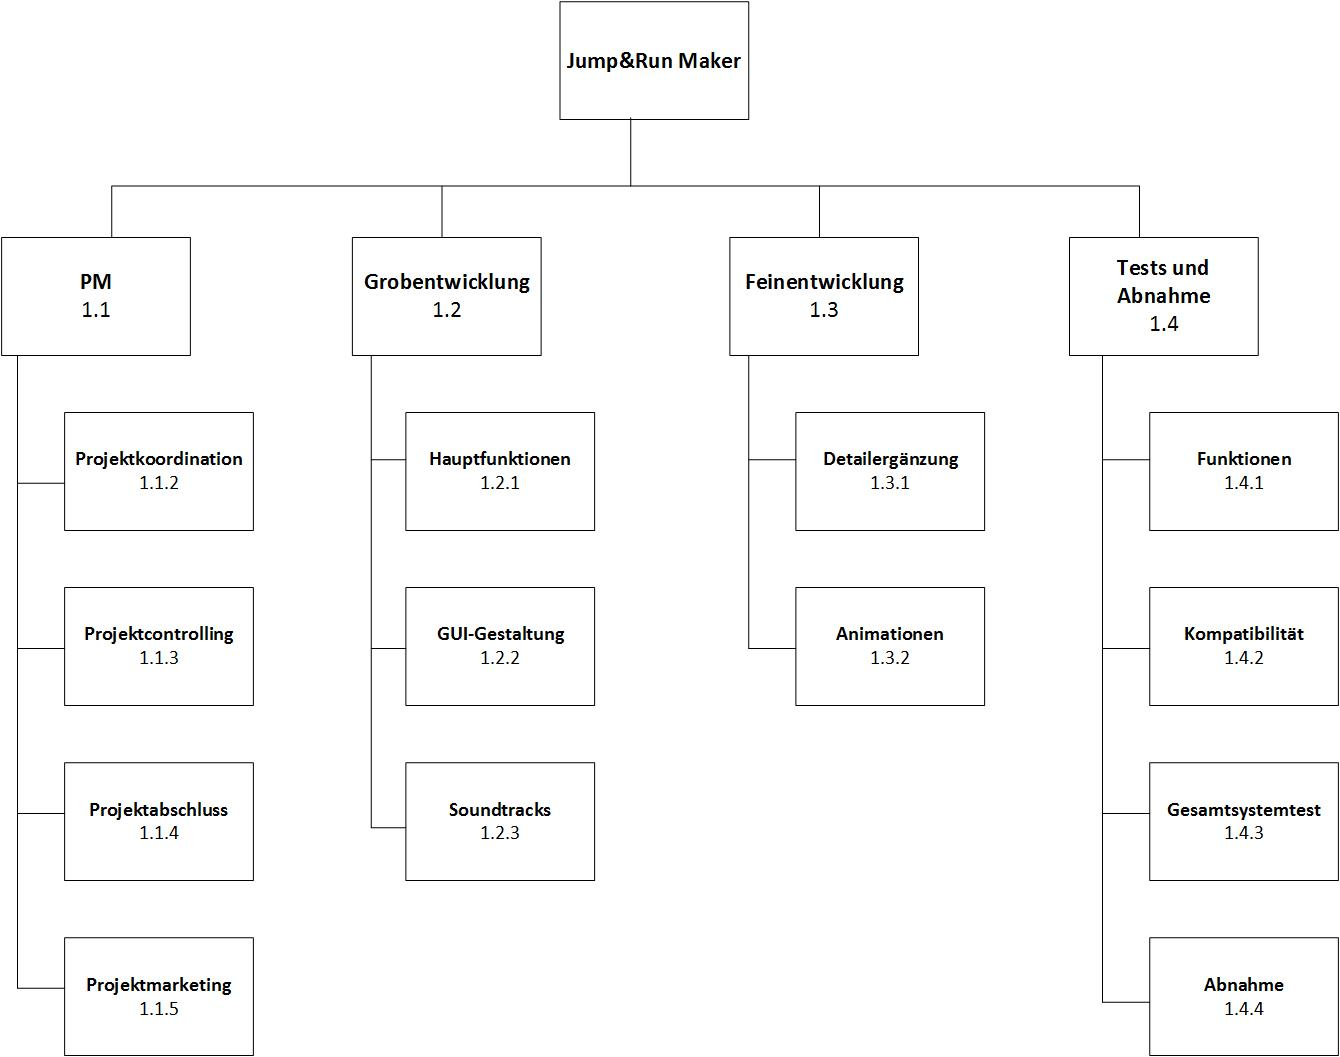 Jump&Run Maker
PM
1.1
Grobentwicklung
1.2
Feinentwicklung
1.3
Tests und
Abnahme
1.4
Projektkoordination
1.1.2
Projektcontrolling
1.1.3
Projektabschluss
1.1.4
Projektmarketing
1.1.5
Hauptfunktionen
1.2.1
GUI-Gestaltung
1.2.2
Soundtracks
1.2.3
Detailergänzung
1.3.1
Animationen
1.3.2
Funktionen
1.4.1
Kompatibilität
1.4.2
Gesamtsystemtest
1.4.3
Abnahme
1.4.4